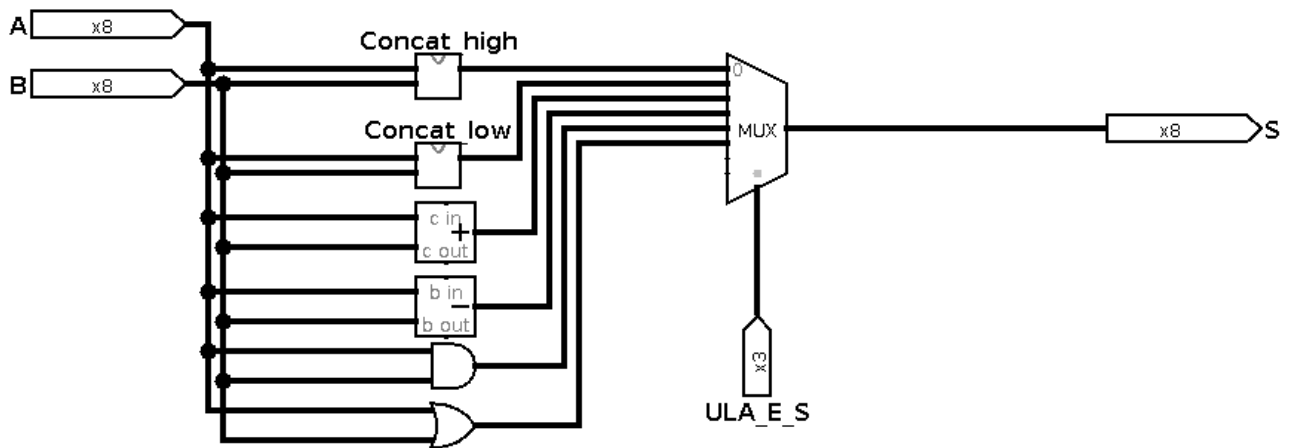 A x8
Concat_high
B x8
0
Concat_low
MUX
x8 S
c in
+
c out
b in
−
b out
x3
ULA_E_S